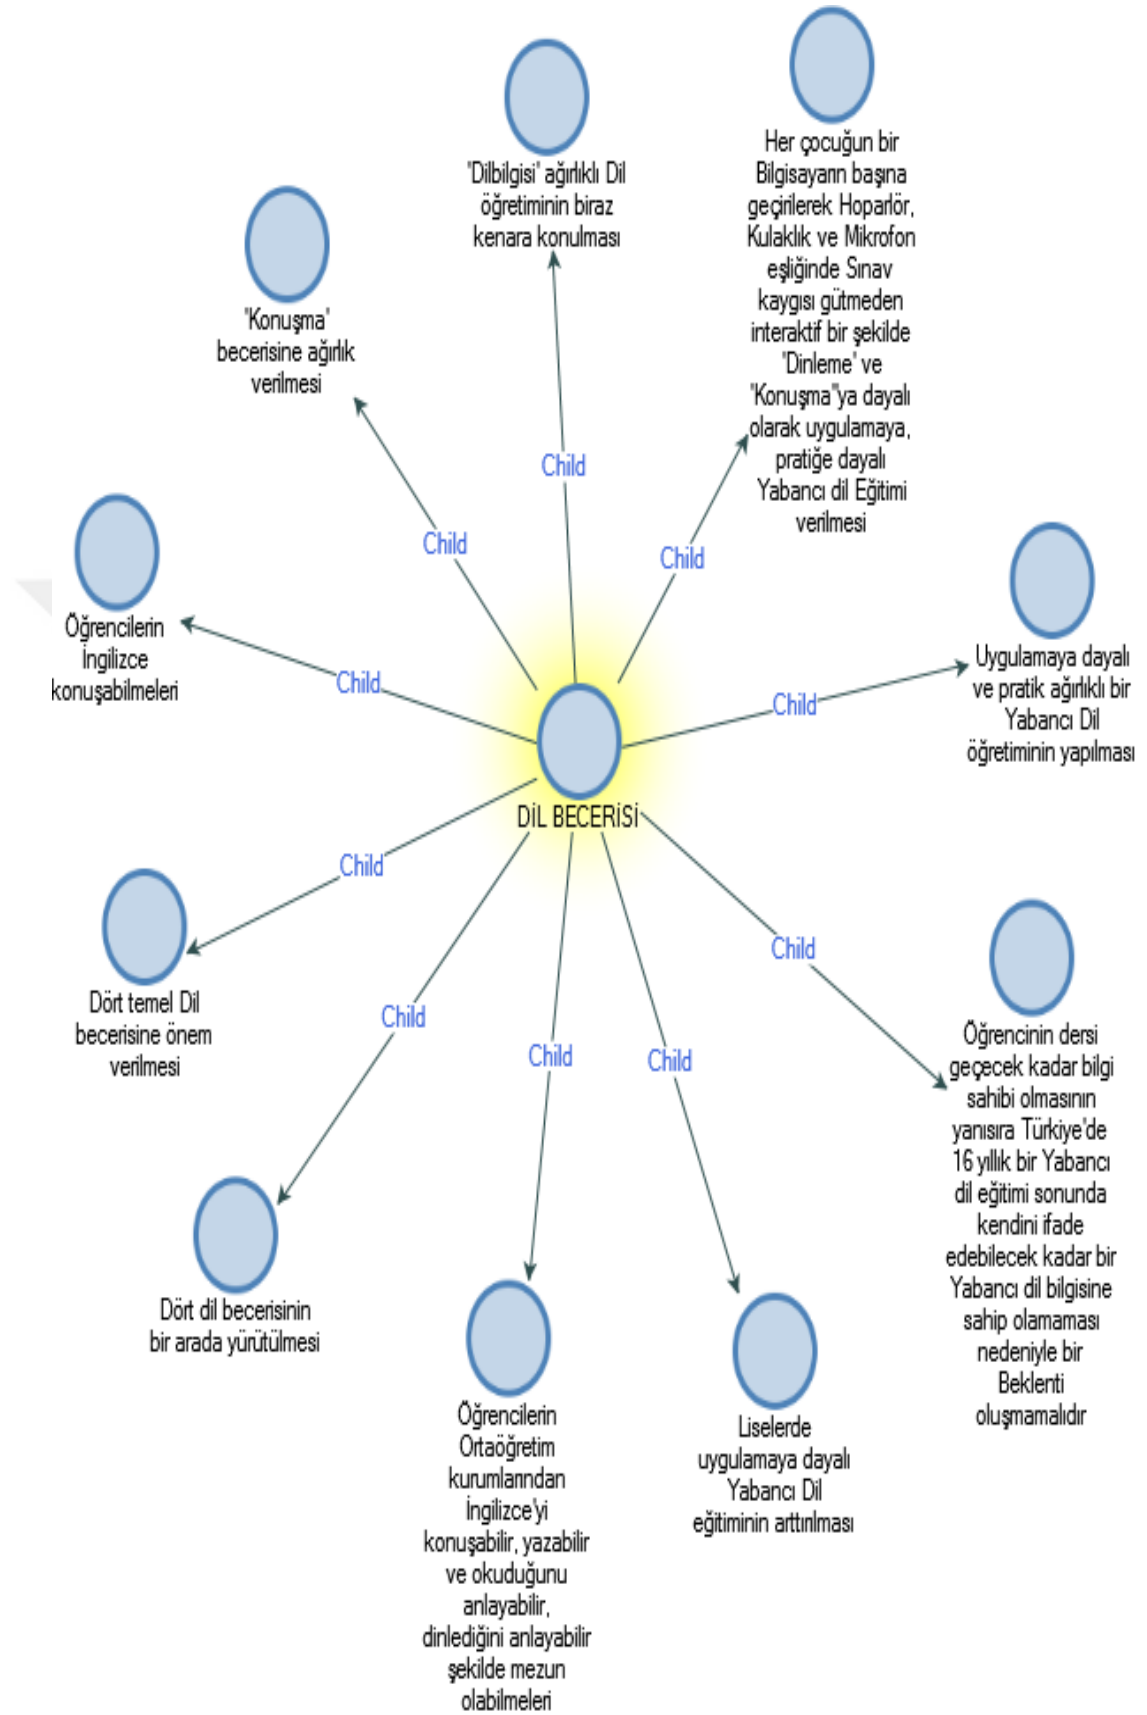 'Dilbilgisi' ağırlıklı Dil
öğretiminin biraz
kenara konulması
Her çocuğun bir
Bilgisayarın başına
geçirilerek Hoparlör,
Kulaklık ve Mikrofon
eşliğinde Sınav
kaygısı gütmeden
interaktif bir şekilde
'Dinleme' ve
'Konuşma''ya dayalı
olarak uygulamaya,
pratiğe dayalı
Yabancı dil Eğitimi
verilmesi
'Konuşma'
becerisine ağırlık
verilmesi
Child
Child
Child
Öğrencilerin
İngilizce
konuşabilmeleri
Child
Uygulamaya dayalı
ve pratik ağırlıklı bir
Yabancı Dil
öğretiminin yapılması
Child
DİL BECERİSİ
Child
Dört temel Dil
becerisine önem
verilmesi
Child
Child
Child
Child
Öğrencinin dersi
geçecek kadar bilgi
sahibi olmasının
yanısıra Türkiye'de
16 yıllık bir Yabancı
dil eğitimi sonunda
kendini ifade
edebilecek kadar bir
Yabancı dil bilgisine
sahip olamaması
nedeniyle bir
Beklenti
oluşmamalıdır
Dört dil becerisinin
bir arada yürütülmesi
Öğrencilerin
Ortaöğretim
kurumlarından
İngilizce'yi
konuşabilir, yazabilir
ve okuduğunu
anlayabilir,
dinlediğini anlayabilir
şekilde mezun
olabilmeleri
Liselerde
uygulamaya dayalı
Yabancı Dil
eğitiminin arttırılması